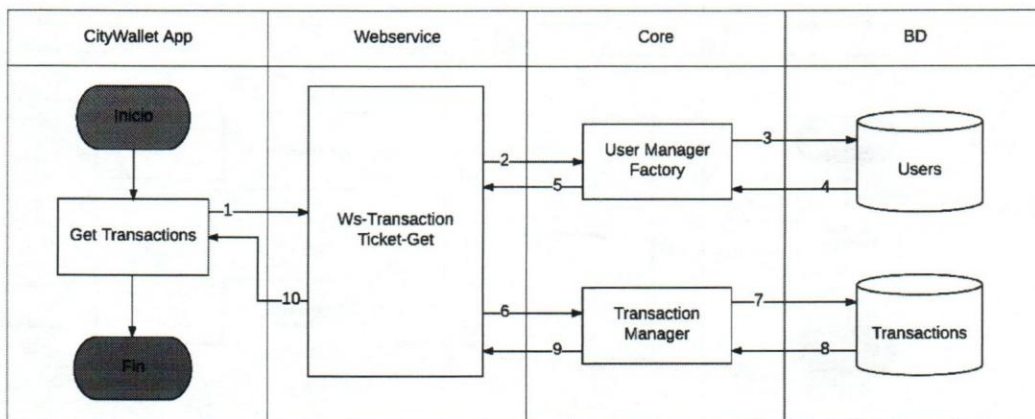 CityWallet App
Webservice
Core
BD
Inicio
Get Transactions
Fin
1
10
Ws-Transaction
Ticket-Get
2
5
6
9
User Manager
Factory
Transaction
Manager
3
4
7
8
Users
Transactions